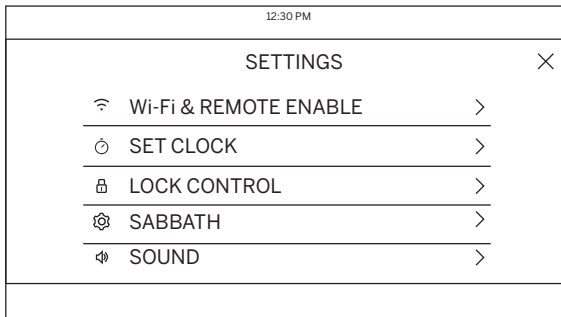 12:30 PM
SETTINGS
Wi-Fi & REMOTE ENABLE
SET CLOCK
LOCK CONTROL
SABBATH
SOUND